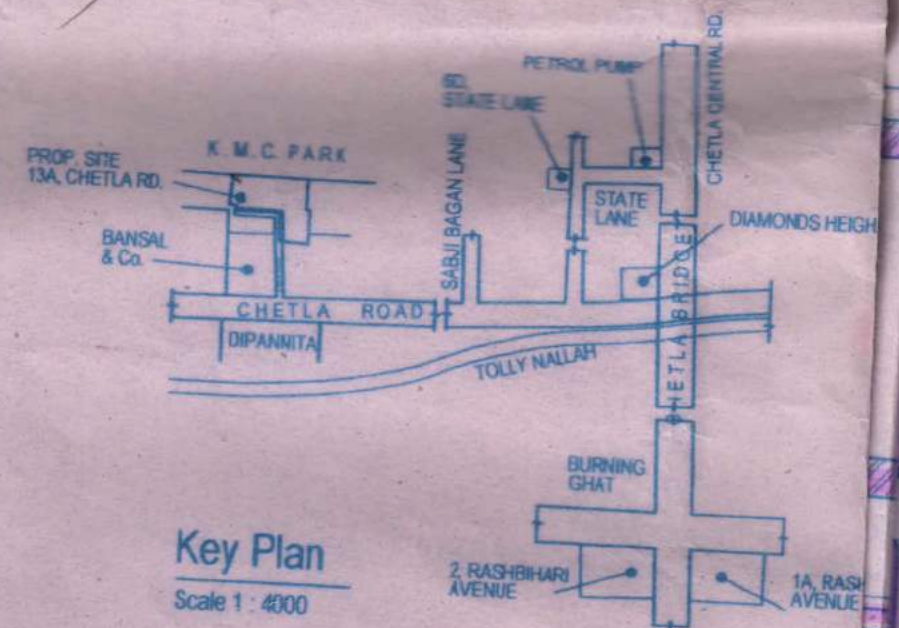 PETROL PUMP
CHETLA CENTRAL RD.
6D,
STATE LANE
K. M. C. PARK
PROP. SITE
13A, CHETLA RD.
SABJI BAGAN LANE
STATE
LANE
DIAMONDS HEIGH
BANSAL
& Co.
CHETLA ROAD
CHETLA BRIDGE
DIPANNITA
TOLLY NALLAH
BURNING
GHAT
Key Plan
Scale 1 : 4000
2, RASHBIHARI
AVENUE
1A, RASH
AVENUE